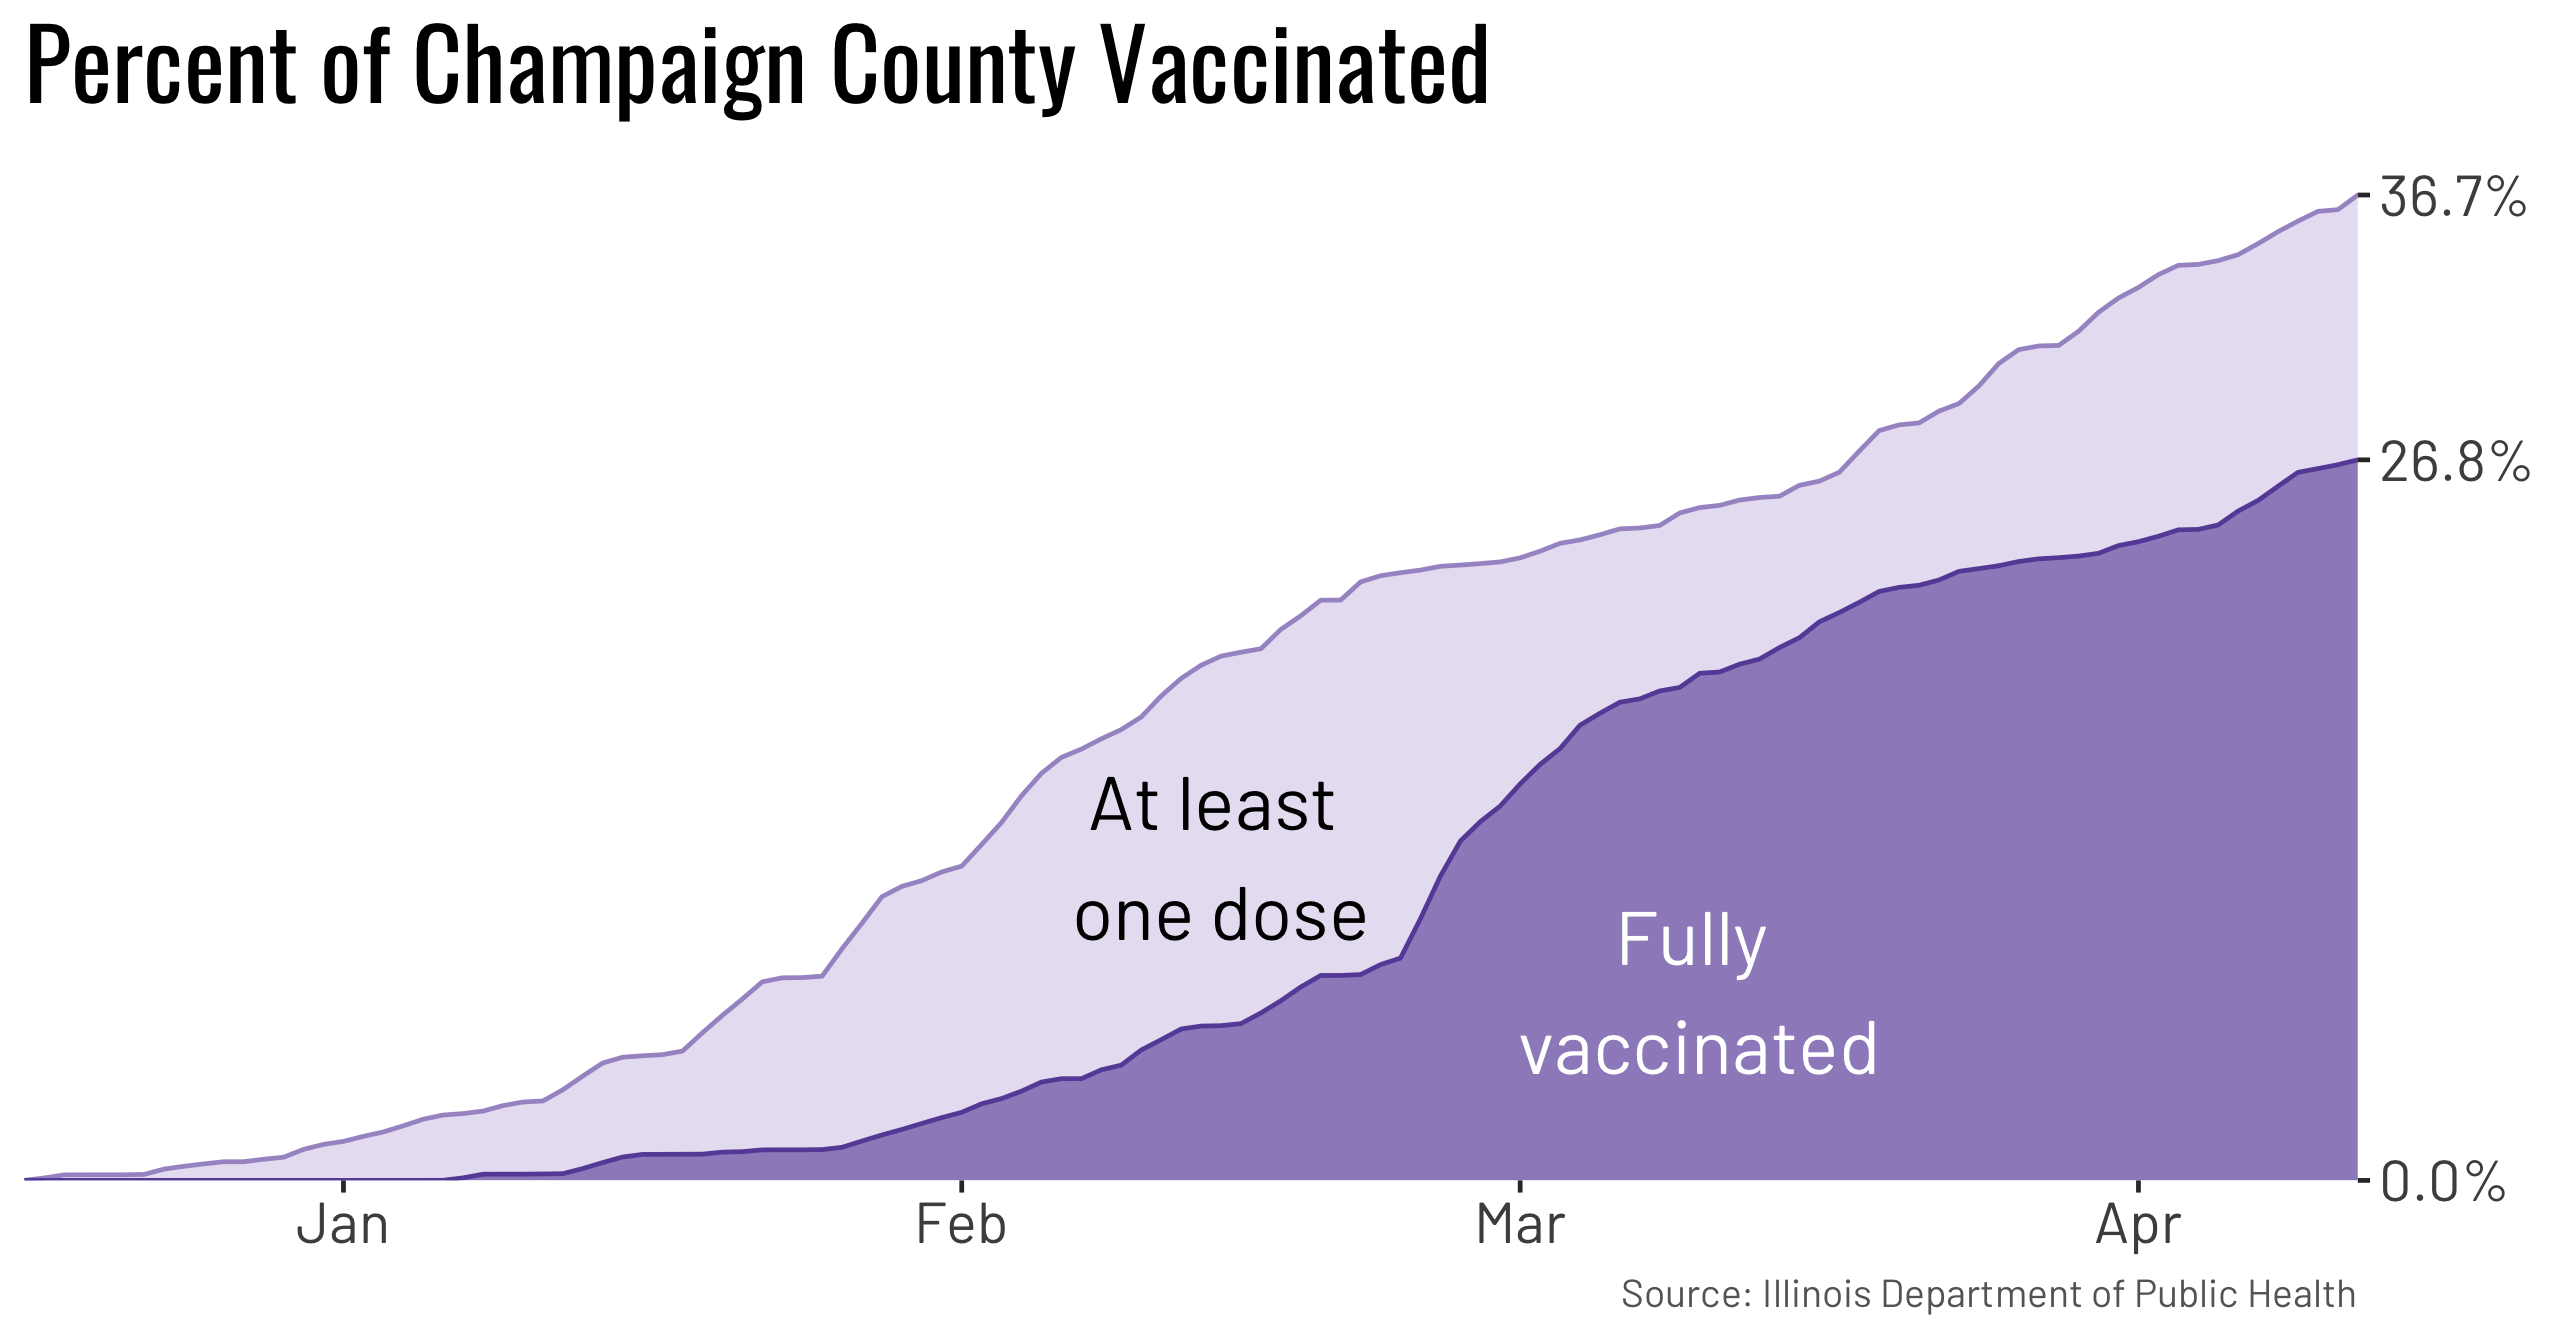 Percent of Champaign County Vaccinated
36.7%
26.8%
At least
one dose
Fully
vaccinated
0.0%
Jan
Feb
Mar
Apr
Source: Illinois Department of Public Health